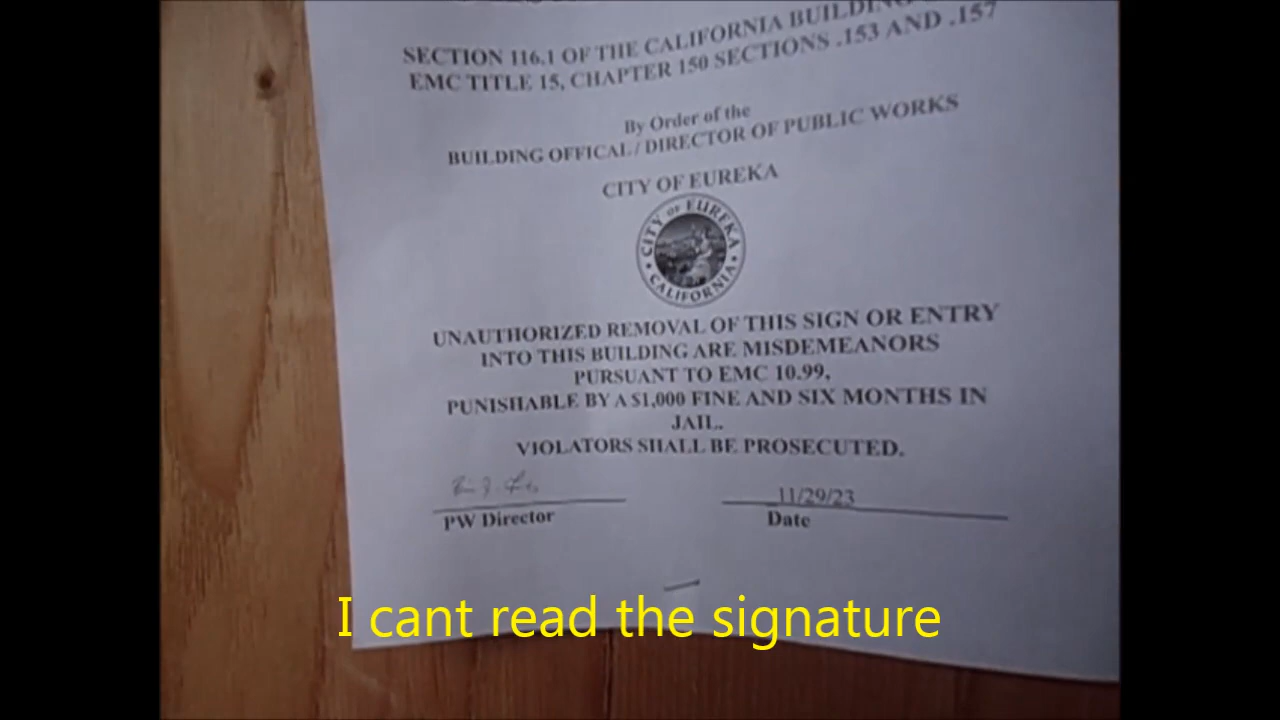 SECTION 116.1 OF THE CALIFORNIA BUILDING
EMC TITLE 15, CHAPTER 150 SECTIONS .153 AND .157
By Order of the
BUILDING OFFICAL / DIRECTOR OF PUBLIC WORKS
CITY OF EUREKA
CITY OF EUREKA
CALIFORNIA
UNAUTHORIZED REMOVAL OF THIS SIGN OR ENTRY
INTO THIS BUILDING ARE MISDEMEANORS
PURSUANT TO EMC 10.99,
PUNISHABLE BY A $1,000 FINE AND SIX MONTHS IN
JAIL.
VIOLATORS SHALL BE PROSECUTED.
11/29/23
PW Director Date
I cant read the signature